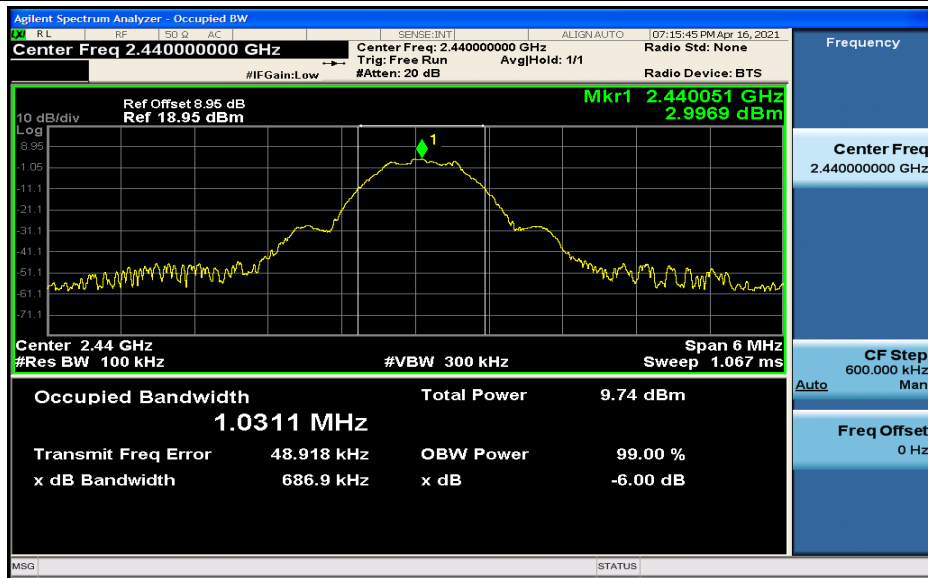 Agilent Spectrum Analyzer - Occupied BW
LXI RL RF 50 Ω AC SENSE:INT ALIGN AUTO 07:15:45 PM Apr 16, 2021
Center Freq 2.440000000 GHz
Center Freq: 2.440000000 GHz Radio Std: None
Trig: Free Run Avg|Hold: 1/1
#IFGain:Low #Atten: 20 dB Radio Device: BTS
Frequency
Mkr1 2.440051 GHz
2.9969 dBm
Ref Offset 8.95 dB
10 dB/div Ref 18.95 dBm
Log
8.95
1
-1.05
-11.1
-21.1
-31.1
-41.1
-51.1
-61.1
-71.1
Center 2.44 GHz Span 6 MHz
#Res BW 100 kHz #VBW 300 kHz Sweep 1.067 ms
Occupied Bandwidth Total Power 9.74 dBm
1.0311 MHz
Transmit Freq Error 48.918 kHz OBW Power 99.00 %
x dB Bandwidth 686.9 kHz x dB -6.00 dB
Center Freq
2.440000000 GHz
CF Step
600.000 kHz
Auto Man
Freq Offset
0 Hz
MSG STATUS